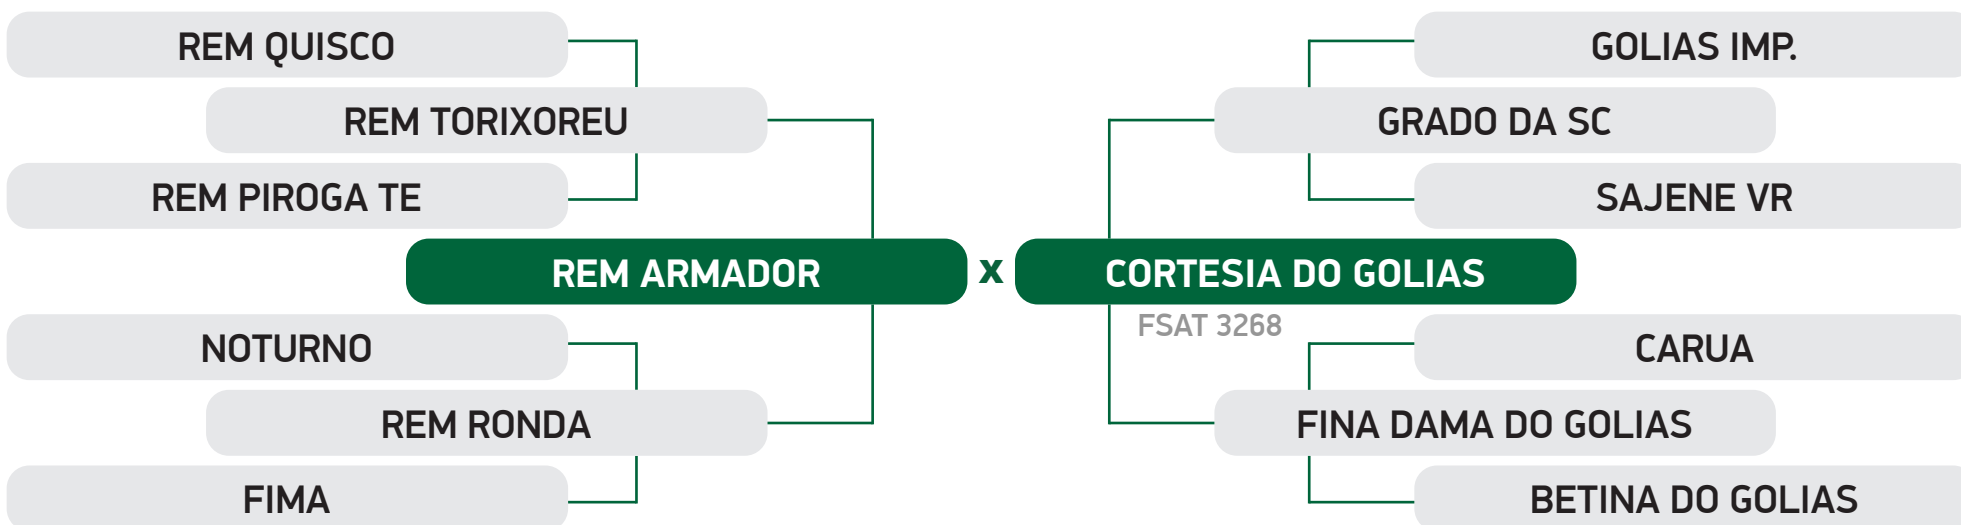 REM QUISCO
GOLIAS IMP.
REM TORIXOREU
GRADO DA SC
REM PIROGA TE
SAJENE VR
REM ARMADOR x CORTESIA DO GOLIAS
FSAT 3268
NOTURNO
CARUA
REM RONDA
FINA DAMA DO GOLIAS
FIMA
BETINA DO GOLIAS